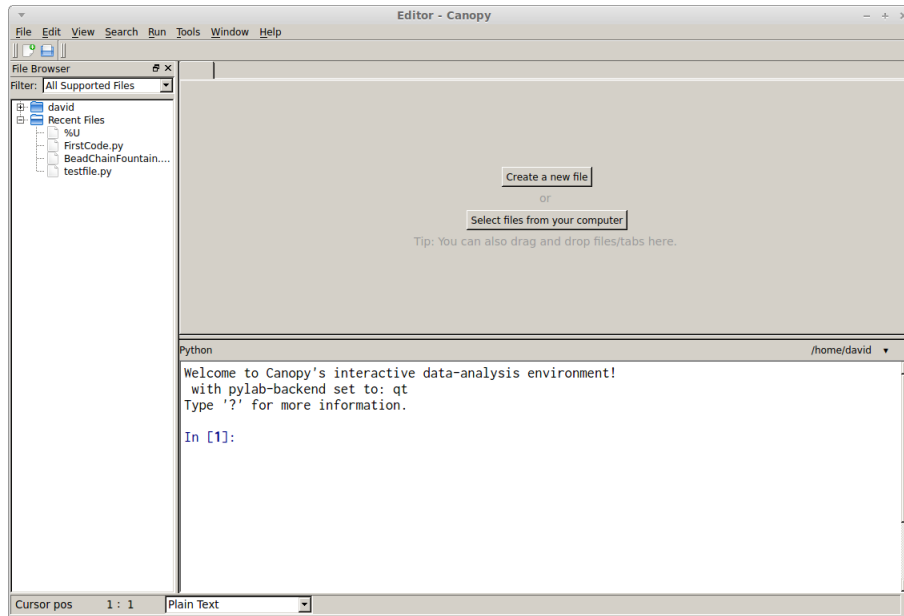 Editor - Canopy
File Edit View Search Run Tools Window Help
File Browser
Filter: All Supported Files
david
Recent Files
%U
FirstCode.py
BeadChainFountain....
testfile.py
Create a new file
or
Select files from your computer
Tip: You can also drag and drop files/tabs here.
Python /home/david
Welcome to Canopy's interactive data-analysis environment!
with pylab-backend set to: qt
Type '?' for more information.
In [1]:
Cursor pos 1 : 1 Plain Text